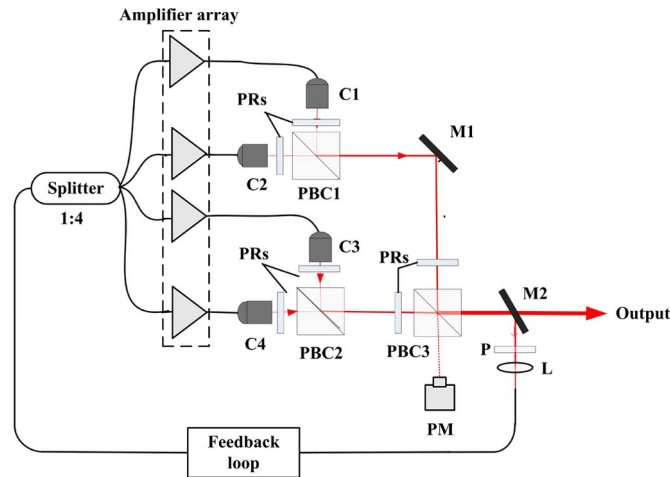 Amplifier array
C1
PRs
M1
C2
PBC1
Splitter
1:4
C3
PRs
PRs
M2
Output
C4
PBC2
PBC3
P
L
PM
Feedback
loop